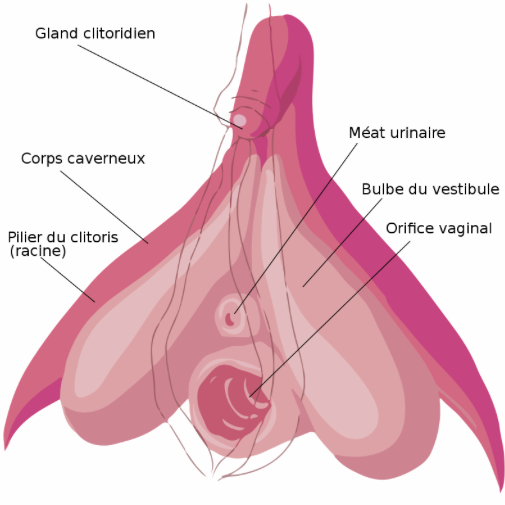 Gland clitoridien
Méat urinaire
Corps caverneux
Bulbe du vestibule
Orifice vaginal
Pilier du clitoris
(racine)